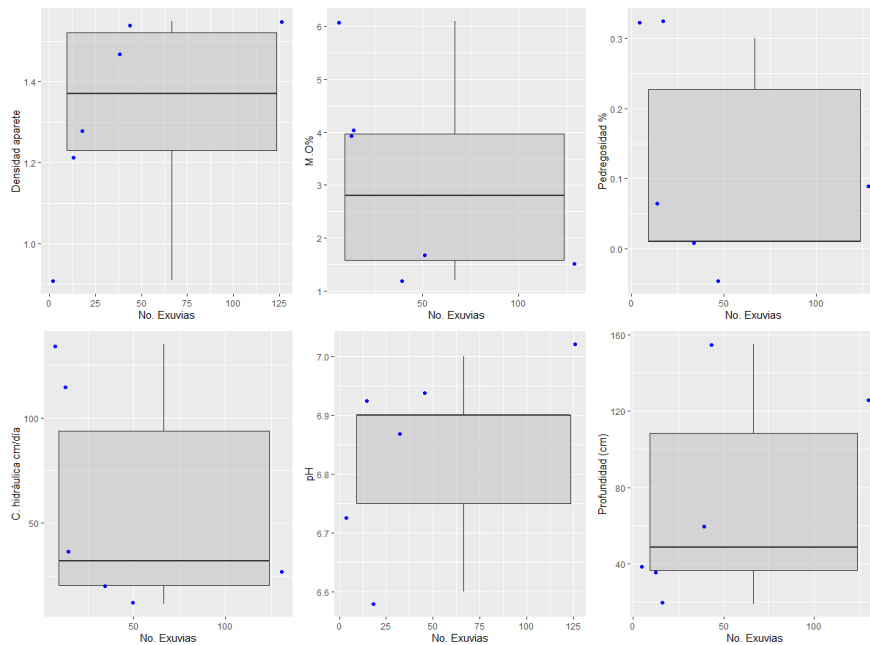 Densidad aparete
1.4
1.2
1.0
0 25 50 75 100 125
No. Exuvias
M.O%
6
5
4
3
2
1
50 100
No. Exuvias
Pedregosidad %
0.3
0.2
0.1
0.0
50 100
No. Exuvias
C. hidráulica cm/día
100
50
50 100
No. Exuvias
pH
7.0
6.9
6.8
6.7
6.6
0 25 50 75 100 125
No. Exuvias
Profundidad (cm)
160
120
80
40
0 50 100
No. Exuvias